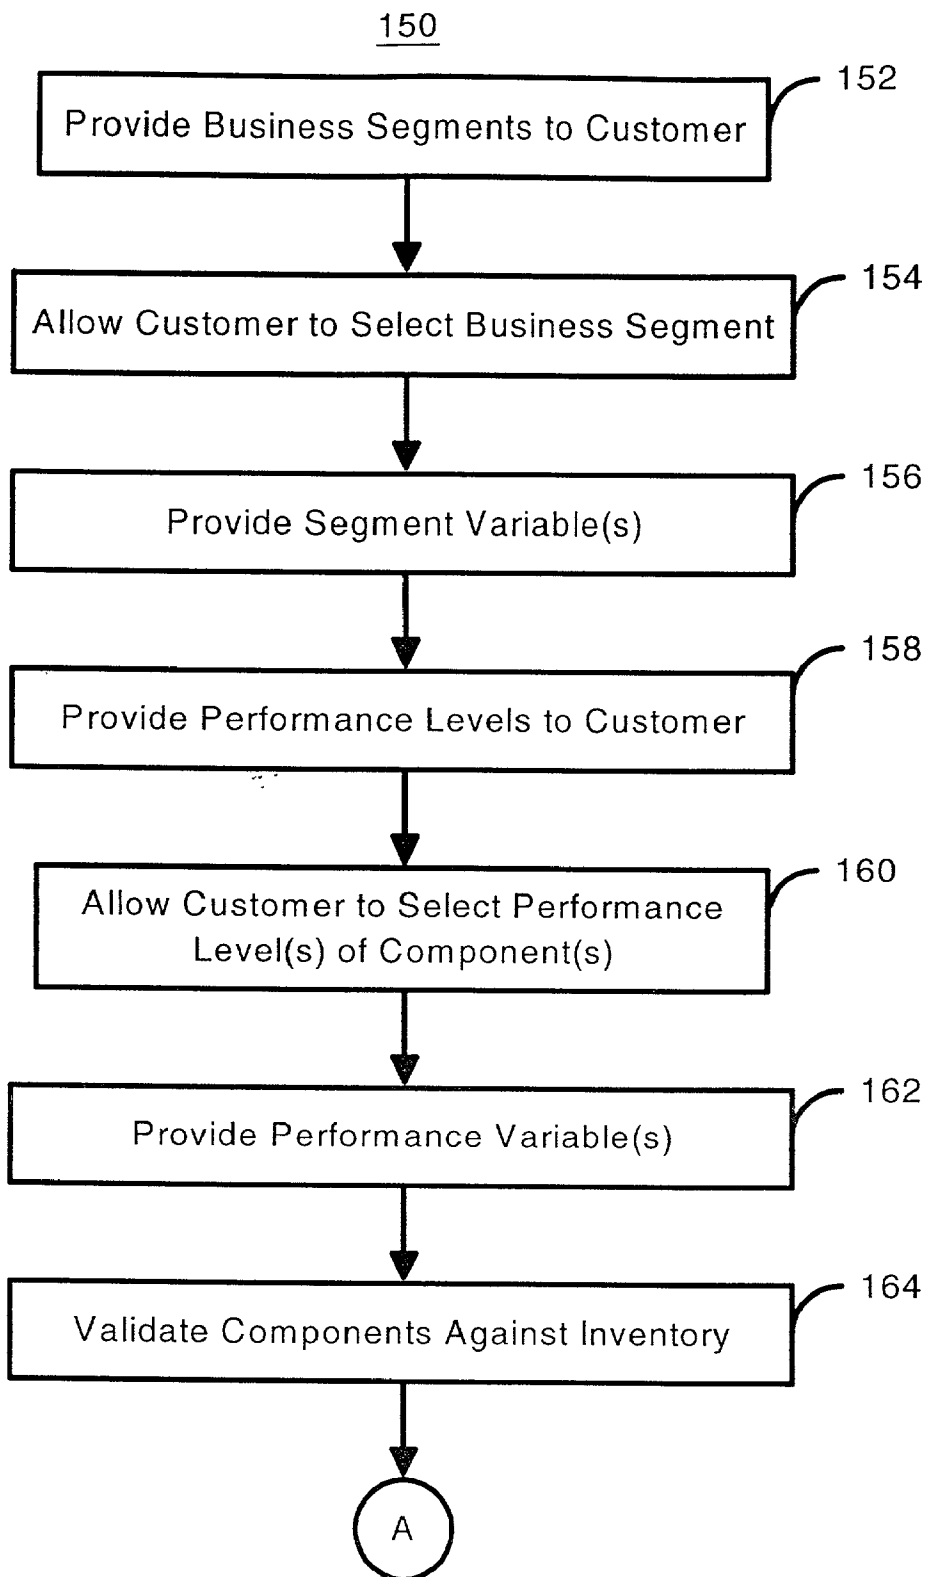 150
152
Provide Business Segments to Customer
154
Allow Customer to Select Business Segment
156
Provide Segment Variable(s)
158
Provide Performance Levels to Customer
160
Allow Customer to Select Performance
Level(s) of Component(s)
162
Provide Performance Variable(s)
164
Validate Components Against Inventory
A